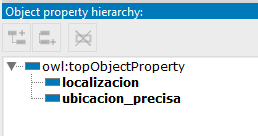 Object property hierarchy:
owl:topObjectProperty
localizacion
ubicacion_precisa